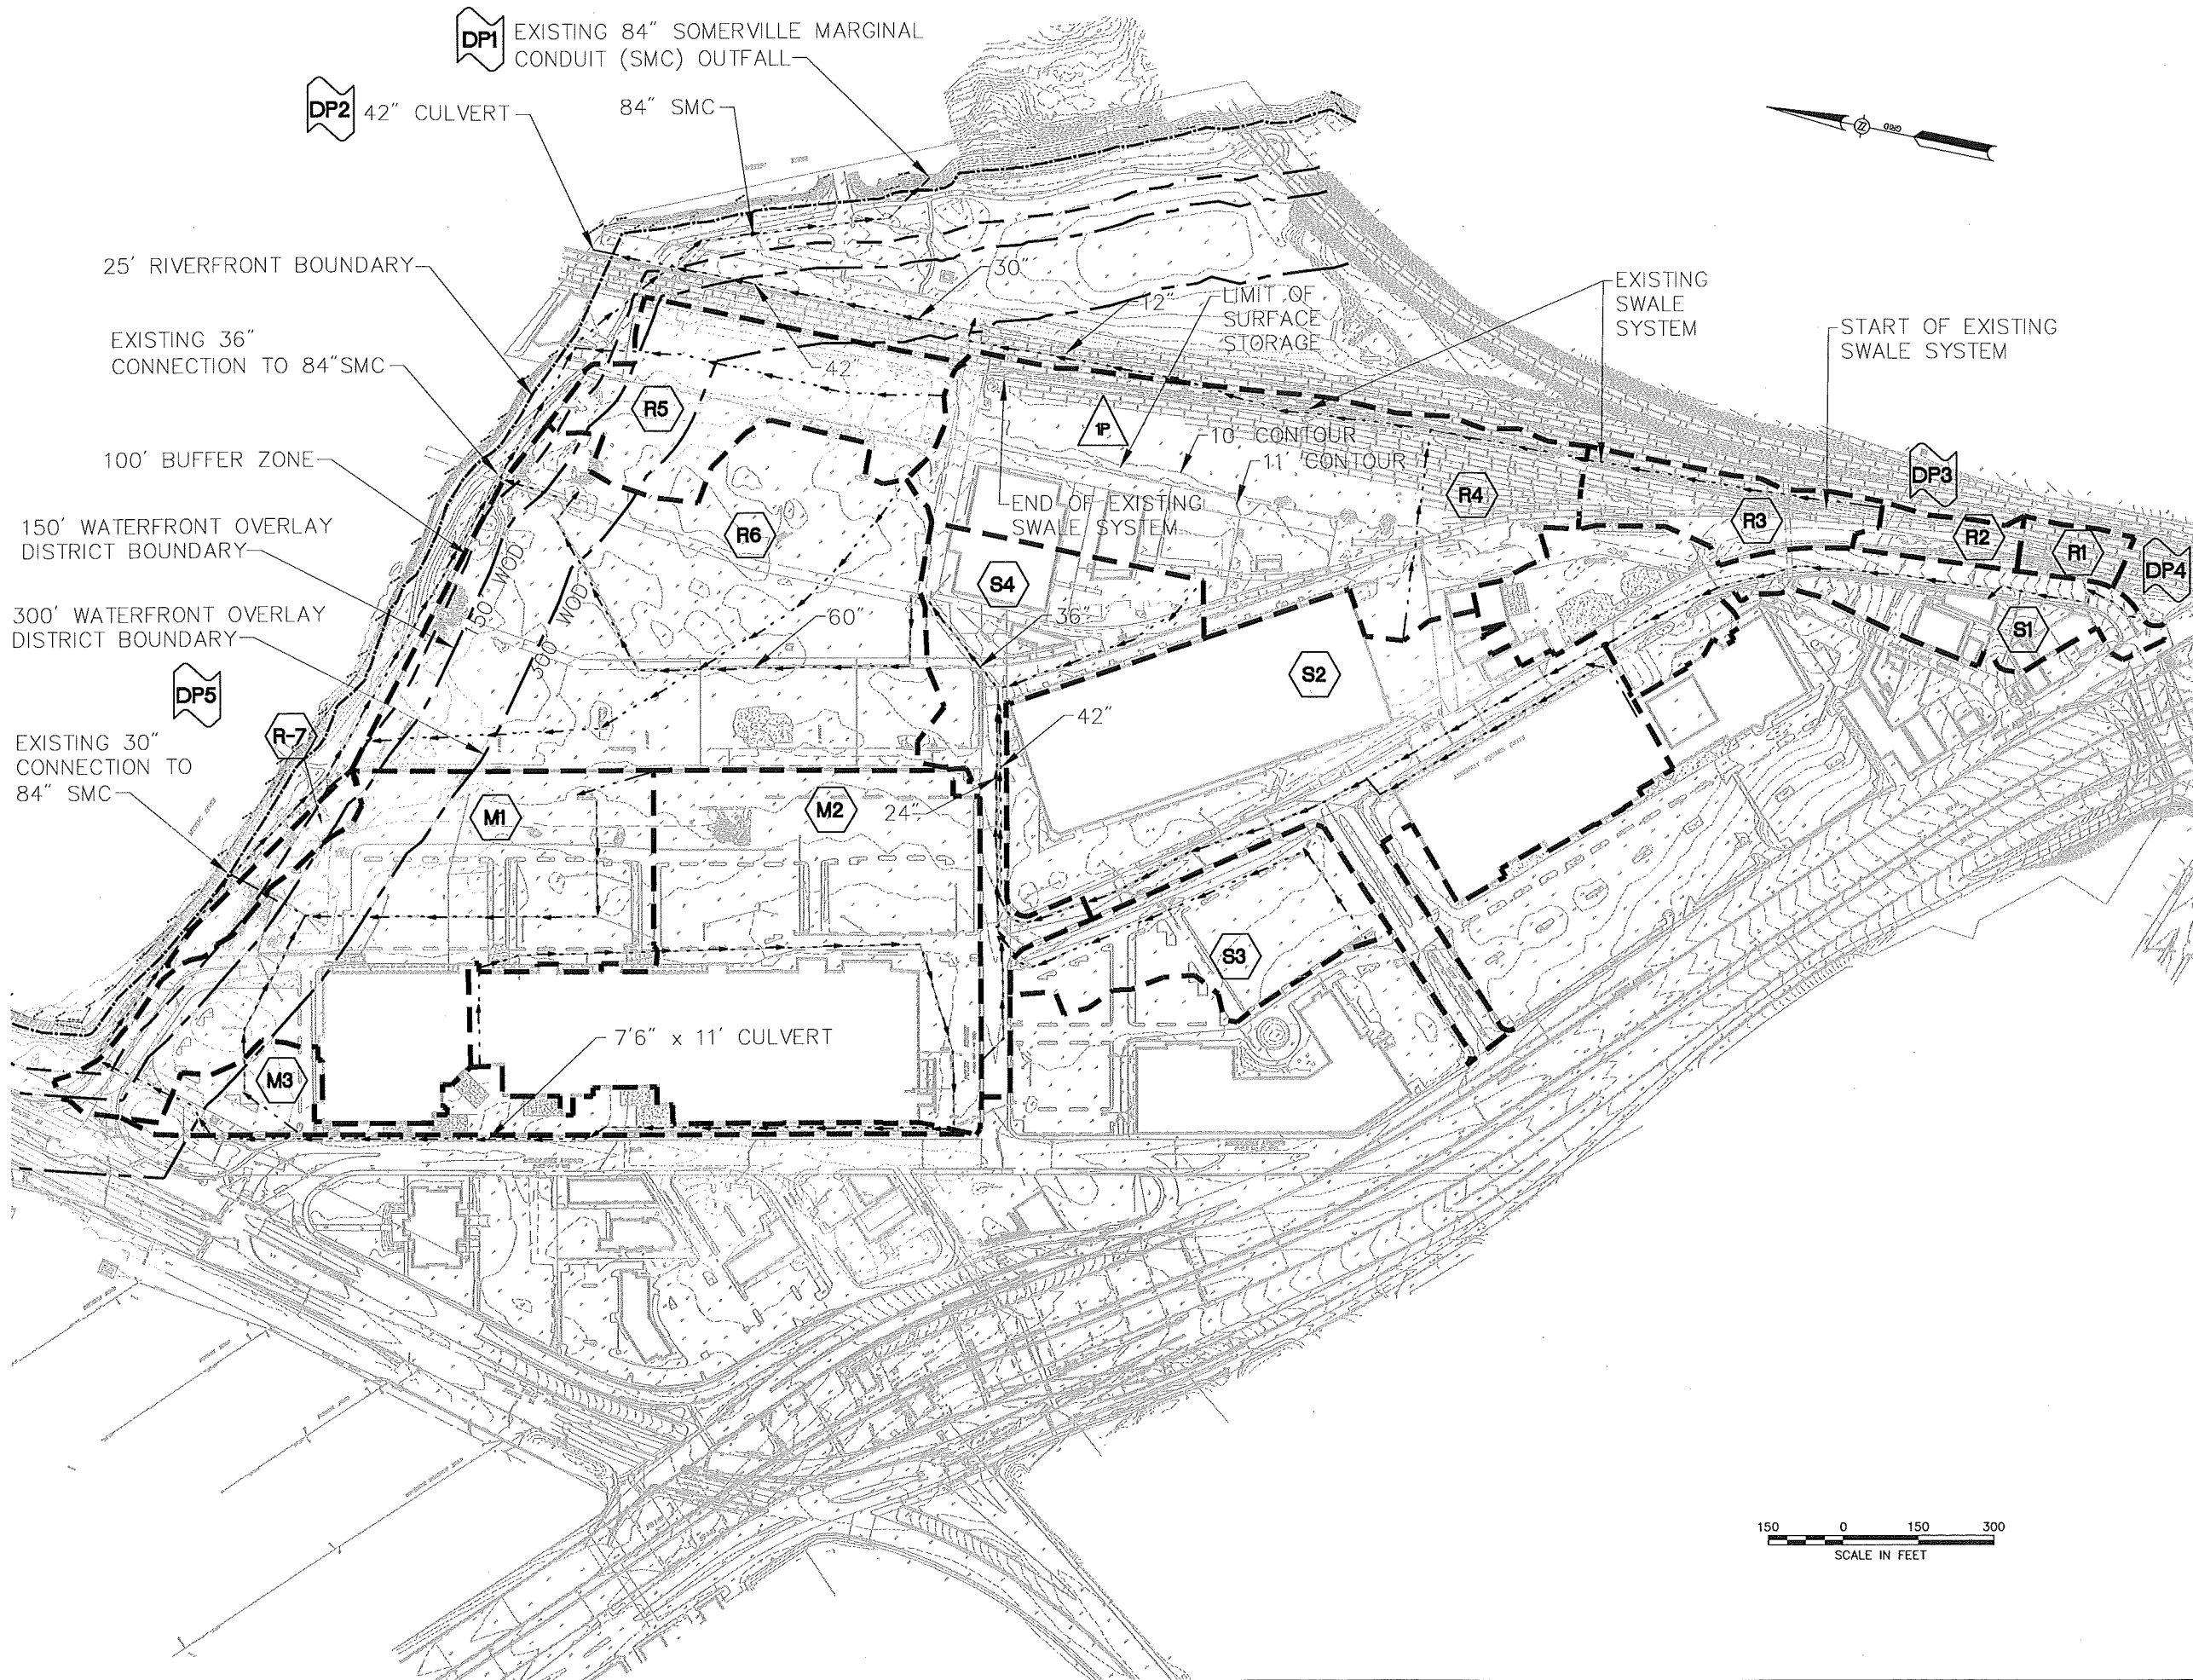 DP1
EXISTING 84" SOMERVILLE MARGINAL
CONDUIT (SMC) OUTFALL
DP2
42" CULVERT
84" SMC
GRID
25' RIVERFRONT BOUNDARY
30"
12"
LIMIT OF
SURFACE
STORAGE
EXISTING
SWALE
SYSTEM
START OF EXISTING
SWALE SYSTEM
EXISTING 36"
CONNECTION TO 84"SMC
42"
R5
1P
10' CONTOUR
11' CONTOUR
100' BUFFER ZONE
END OF EXISTING
SWALE SYSTEM
R4
DP3
R3
R2
R1
DP4
150' WATERFRONT OVERLAY
DISTRICT BOUNDARY
R6
150 WOD
S4
300' WATERFRONT OVERLAY
DISTRICT BOUNDARY
300' WOD
60"
36"
S1
S2
DP5
R-7
42"
EXISTING 30"
CONNECTION TO
84" SMC
M1
M2
24"
S3
7'6" x 11' CULVERT
M3
150 0 150 300
SCALE IN FEET